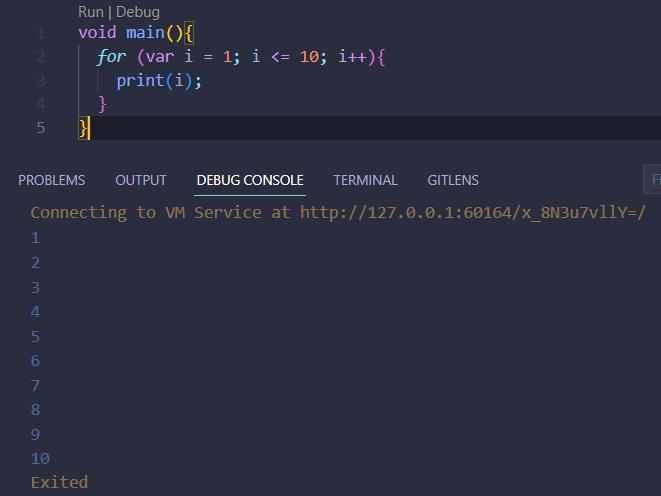 Run | Debug
1 void main(){
2 for (var i = 1; i <= 10; i++){
3 print(i);
4 }
5 }
PROBLEMS OUTPUT DEBUG CONSOLE TERMINAL GITLENS
Connecting to VM Service at http://127.0.0.1:60164/x_8N3u7vllY=/
1
2
3
4
5
6
7
8
9
10
Exited